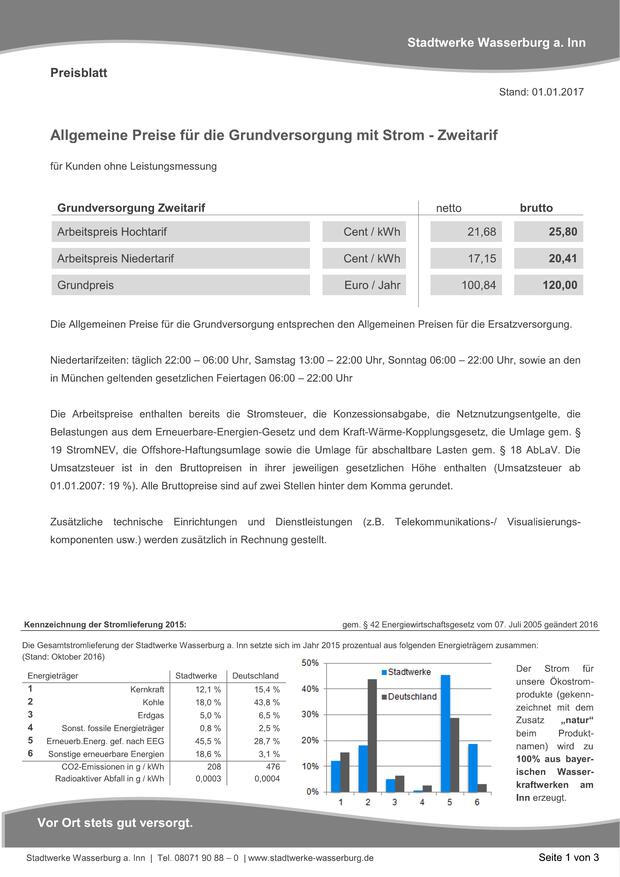 Stadtwerke Wasserburg a. Inn
Preisblatt
Stand: 01.01.2017
Allgemeine Preise für die Grundversorgung mit Strom - Zweitarif
für Kunden ohne Leistungsmessung
Grundversorgung Zweitarif netto brutto
Arbeitspreis Hochtarif Cent / kWh 21,68 25,80
Arbeitspreis Niedertarif Cent / kWh 17,15 20,41
Grundpreis Euro / Jahr 100,84 120,00
Die Allgemeinen Preise für die Grundversorgung entsprechen den Allgemeinen Preisen für die Ersatzversorgung.
Niedertarifzeiten: täglich 22:00 – 06:00 Uhr, Samstag 13:00 – 22:00 Uhr, Sonntag 06:00 – 22:00 Uhr, sowie an den
in München geltenden gesetzlichen Feiertagen 06:00 – 22:00 Uhr
Die Arbeitspreise enthalten bereits die Stromsteuer, die Konzessionsabgabe, die Netznutzungsentgelte, die
Belastungen aus dem Erneuerbare-Energien-Gesetz und dem Kraft-Wärme-Kopplungsgesetz, die Umlage gem. §
19 StromNEV, die Offshore-Haftungsumlage sowie die Umlage für abschaltbare Lasten gem. § 18 AbLaV. Die
Umsatzsteuer ist in den Bruttopreisen in ihrer jeweiligen gesetzlichen Höhe enthalten (Umsatzsteuer ab
01.01.2007: 19 %). Alle Bruttopreise sind auf zwei Stellen hinter dem Komma gerundet.
Zusätzliche technische Einrichtungen und Dienstleistungen (z.B. Telekommunikations-/ Visualisierungs-
komponenten usw.) werden zusätzlich in Rechnung gestellt.
Kennzeichnung der Stromlieferung 2015: gem. § 42 Energiewirtschaftsgesetz vom 07. Juli 2005 geändert 2016
Die Gesamtstromlieferung der Stadtwerke Wasserburg a. Inn setzte sich im Jahr 2015 prozentual aus folgenden Energieträgern zusammen:
(Stand: Oktober 2016)
Energieträger Stadtwerke Deutschland
1 Kernkraft 12,1 % 15,4 %
2 Kohle 18,0 % 43,8 %
3 Erdgas 5,0 % 6,5 %
4 Sonst. fossile Energieträger 0,8 % 2,5 %
5 Erneuerb.Energ. gef. nach EEG 45,5 % 28,7 %
6 Sonstige erneuerbare Energien 18,6 % 3,1 %
CO2-Emissionen in g / kWh 208 476
Radioaktiver Abfall in g / kWh 0,0003 0,0004
50%
40%
30%
20%
10%
0%
Stadtwerke
Deutschland
1 2 3 4 5 6
Der Strom für
unsere Ökostrom-
produkte (gekenn-
zeichnet mit dem
Zusatz „natur“
beim Produkt-
namen) wird zu
100% aus bayer-
ischen Wasser-
kraftwerken am
Inn erzeugt.
Vor Ort stets gut versorgt.
Stadtwerke Wasserburg a. Inn | Tel. 08071 90 88 – 0 | www.stadtwerke-wasserburg.de Seite 1 von 3